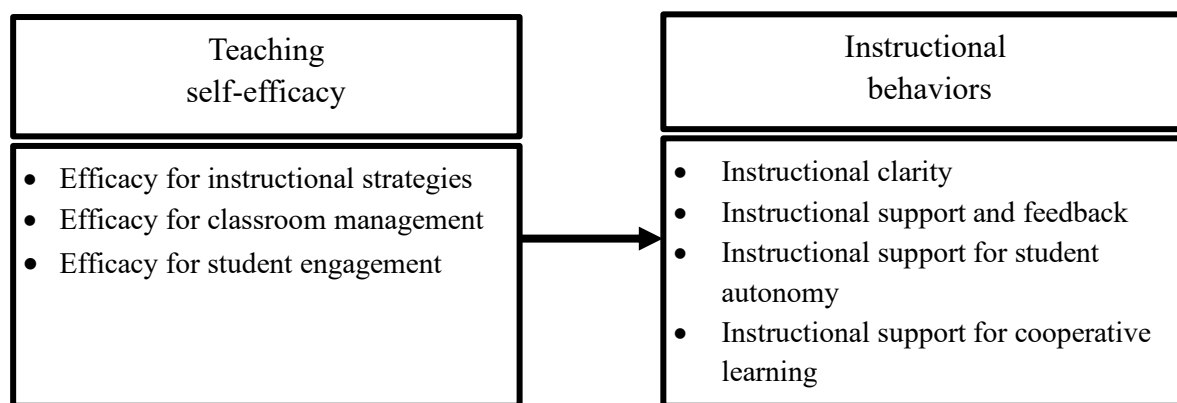 Teaching
self-efficacy
• Efficacy for instructional strategies
• Efficacy for classroom management
• Efficacy for student engagement
Instructional
behaviors
• Instructional clarity
• Instructional support and feedback
• Instructional support for student
autonomy
• Instructional support for cooperative
learning